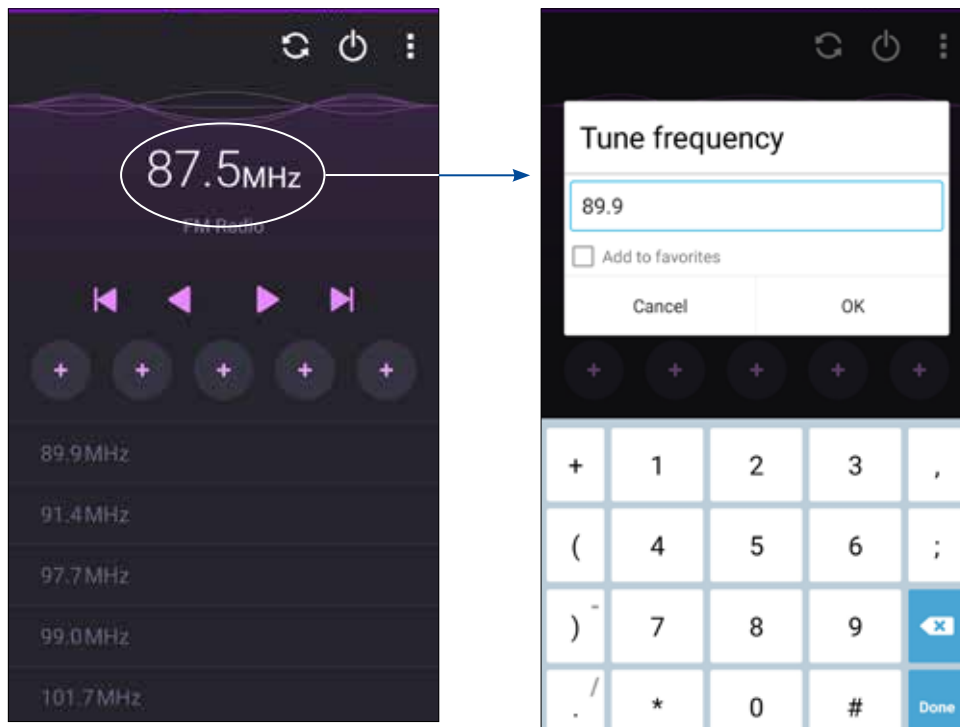 87.5MHz
FM Radio
+ + + + +
89.9MHz
91.4MHz
97.7MHz
99.0MHz
101.7MHz
Tune frequency
89.9
Add to favorites
Cancel OK
+ + + + +
+ 1 2 3 ,
( 4 5 6 ;
) - 7 8 9
. / * 0 # Done